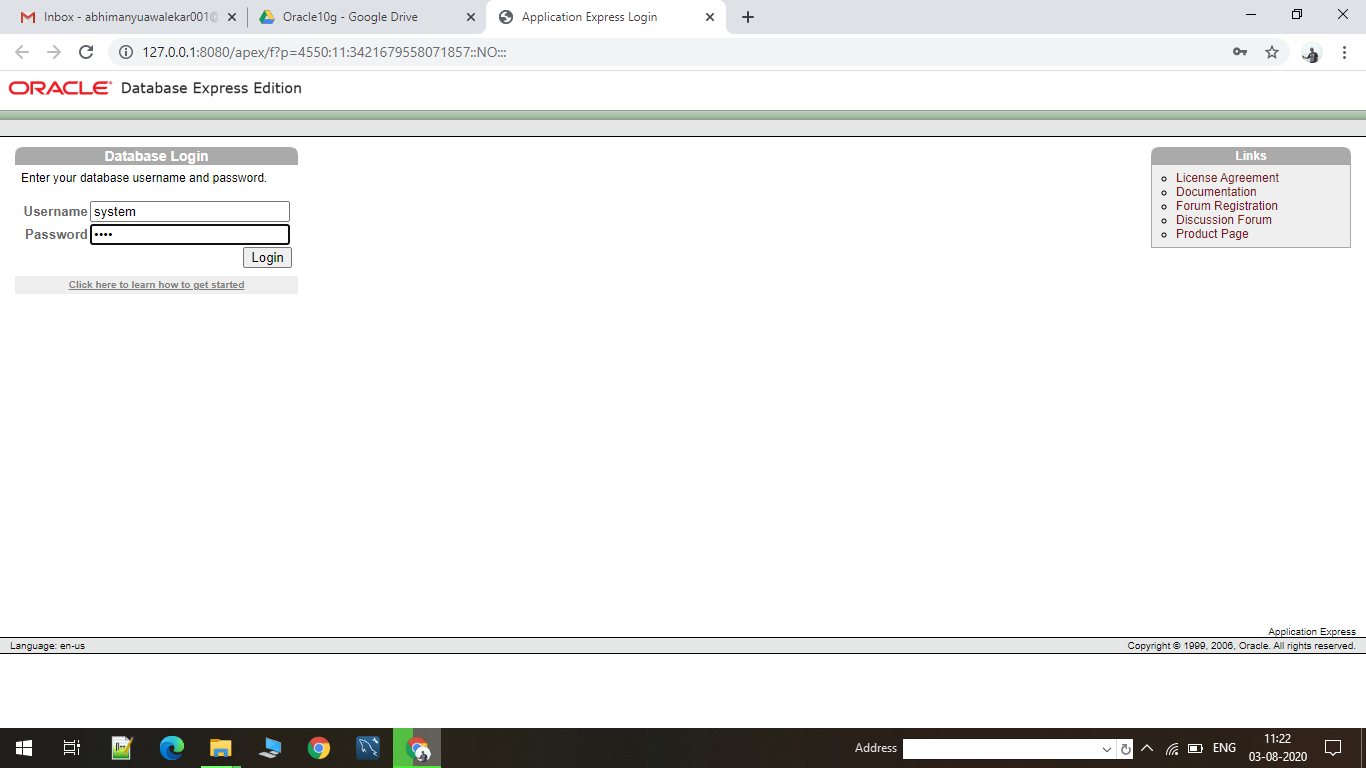 Inbox - abhimanyuawalekar001@
Oracle10g - Google Drive
Application Express Login
127.0.0.1:8080/apex/f?p=4550:11:3421679558071857::NO:::
ORACLE Database Express Edition
Database Login
Enter your database username and password.
Username system
Password ••••
Login
Click here to learn how to get started
Links
License Agreement
Documentation
Forum Registration
Discussion Forum
Product Page
Application Express
Language: en-us
Copyright © 1999, 2006, Oracle. All rights reserved.
Address
ENG
11:22
03-08-2020